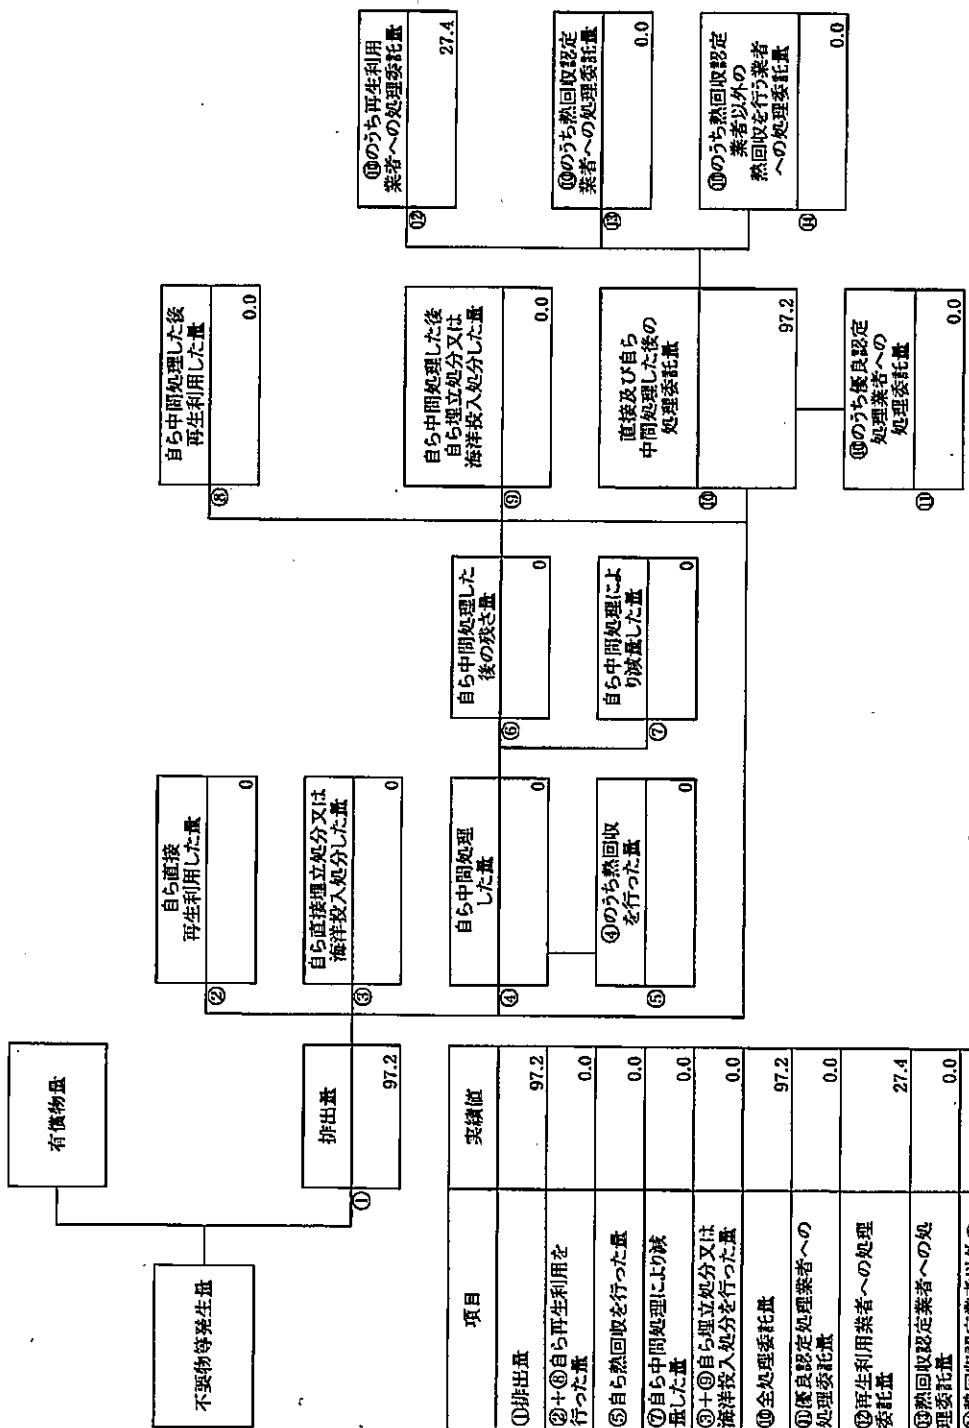 不要物等発生量
有償物量
①
排出量
97.2
②
自ら直接
再生利用した量
0
③
自ら直接埋立処分又は
海洋投入処分した量
0
④
自ら中間処理
した量
0
⑤
④のうち熱回収
を行った量
0
⑥
自ら中間処理した
後の残さ量
0
⑦
自ら中間処理によ
り減量した量
0
⑧
自ら中間処理した後
再生利用した量
0.0
⑨
自ら中間処理した後
自ら埋立処分又は
海洋投入処分した量
0.0
⑩
直接及び自ら
中間処理した後の
処理委託量
97.2
⑪
⑩のうち優良認定
処理業者への
処理委託量
0.0
⑫
⑩のうち再生利用
業者への処理委託量
27.4
⑬
⑩のうち熱回収認定
業者への処理委託量
0.0
⑭
⑩のうち熱回収認定
業者以外の
熱回収を行う業者
への処理委託量
0.0
項目 実績値
①排出量 97.2
②+⑧自ら再生利用を
行った量 0.0
⑤自ら熱回収を行った量 0.0
⑦自ら中間処理により減
量した量 0.0
③+⑨自ら埋立処分又は
海洋投入処分を行った量 0.0
⑩全処理委託量 97.2
⑪優良認定処理業者への
処理委託量 0.0
⑫再生利用業者への処理
委託量 27.4
⑬熱回収認定業者への処
理委託量 0.0